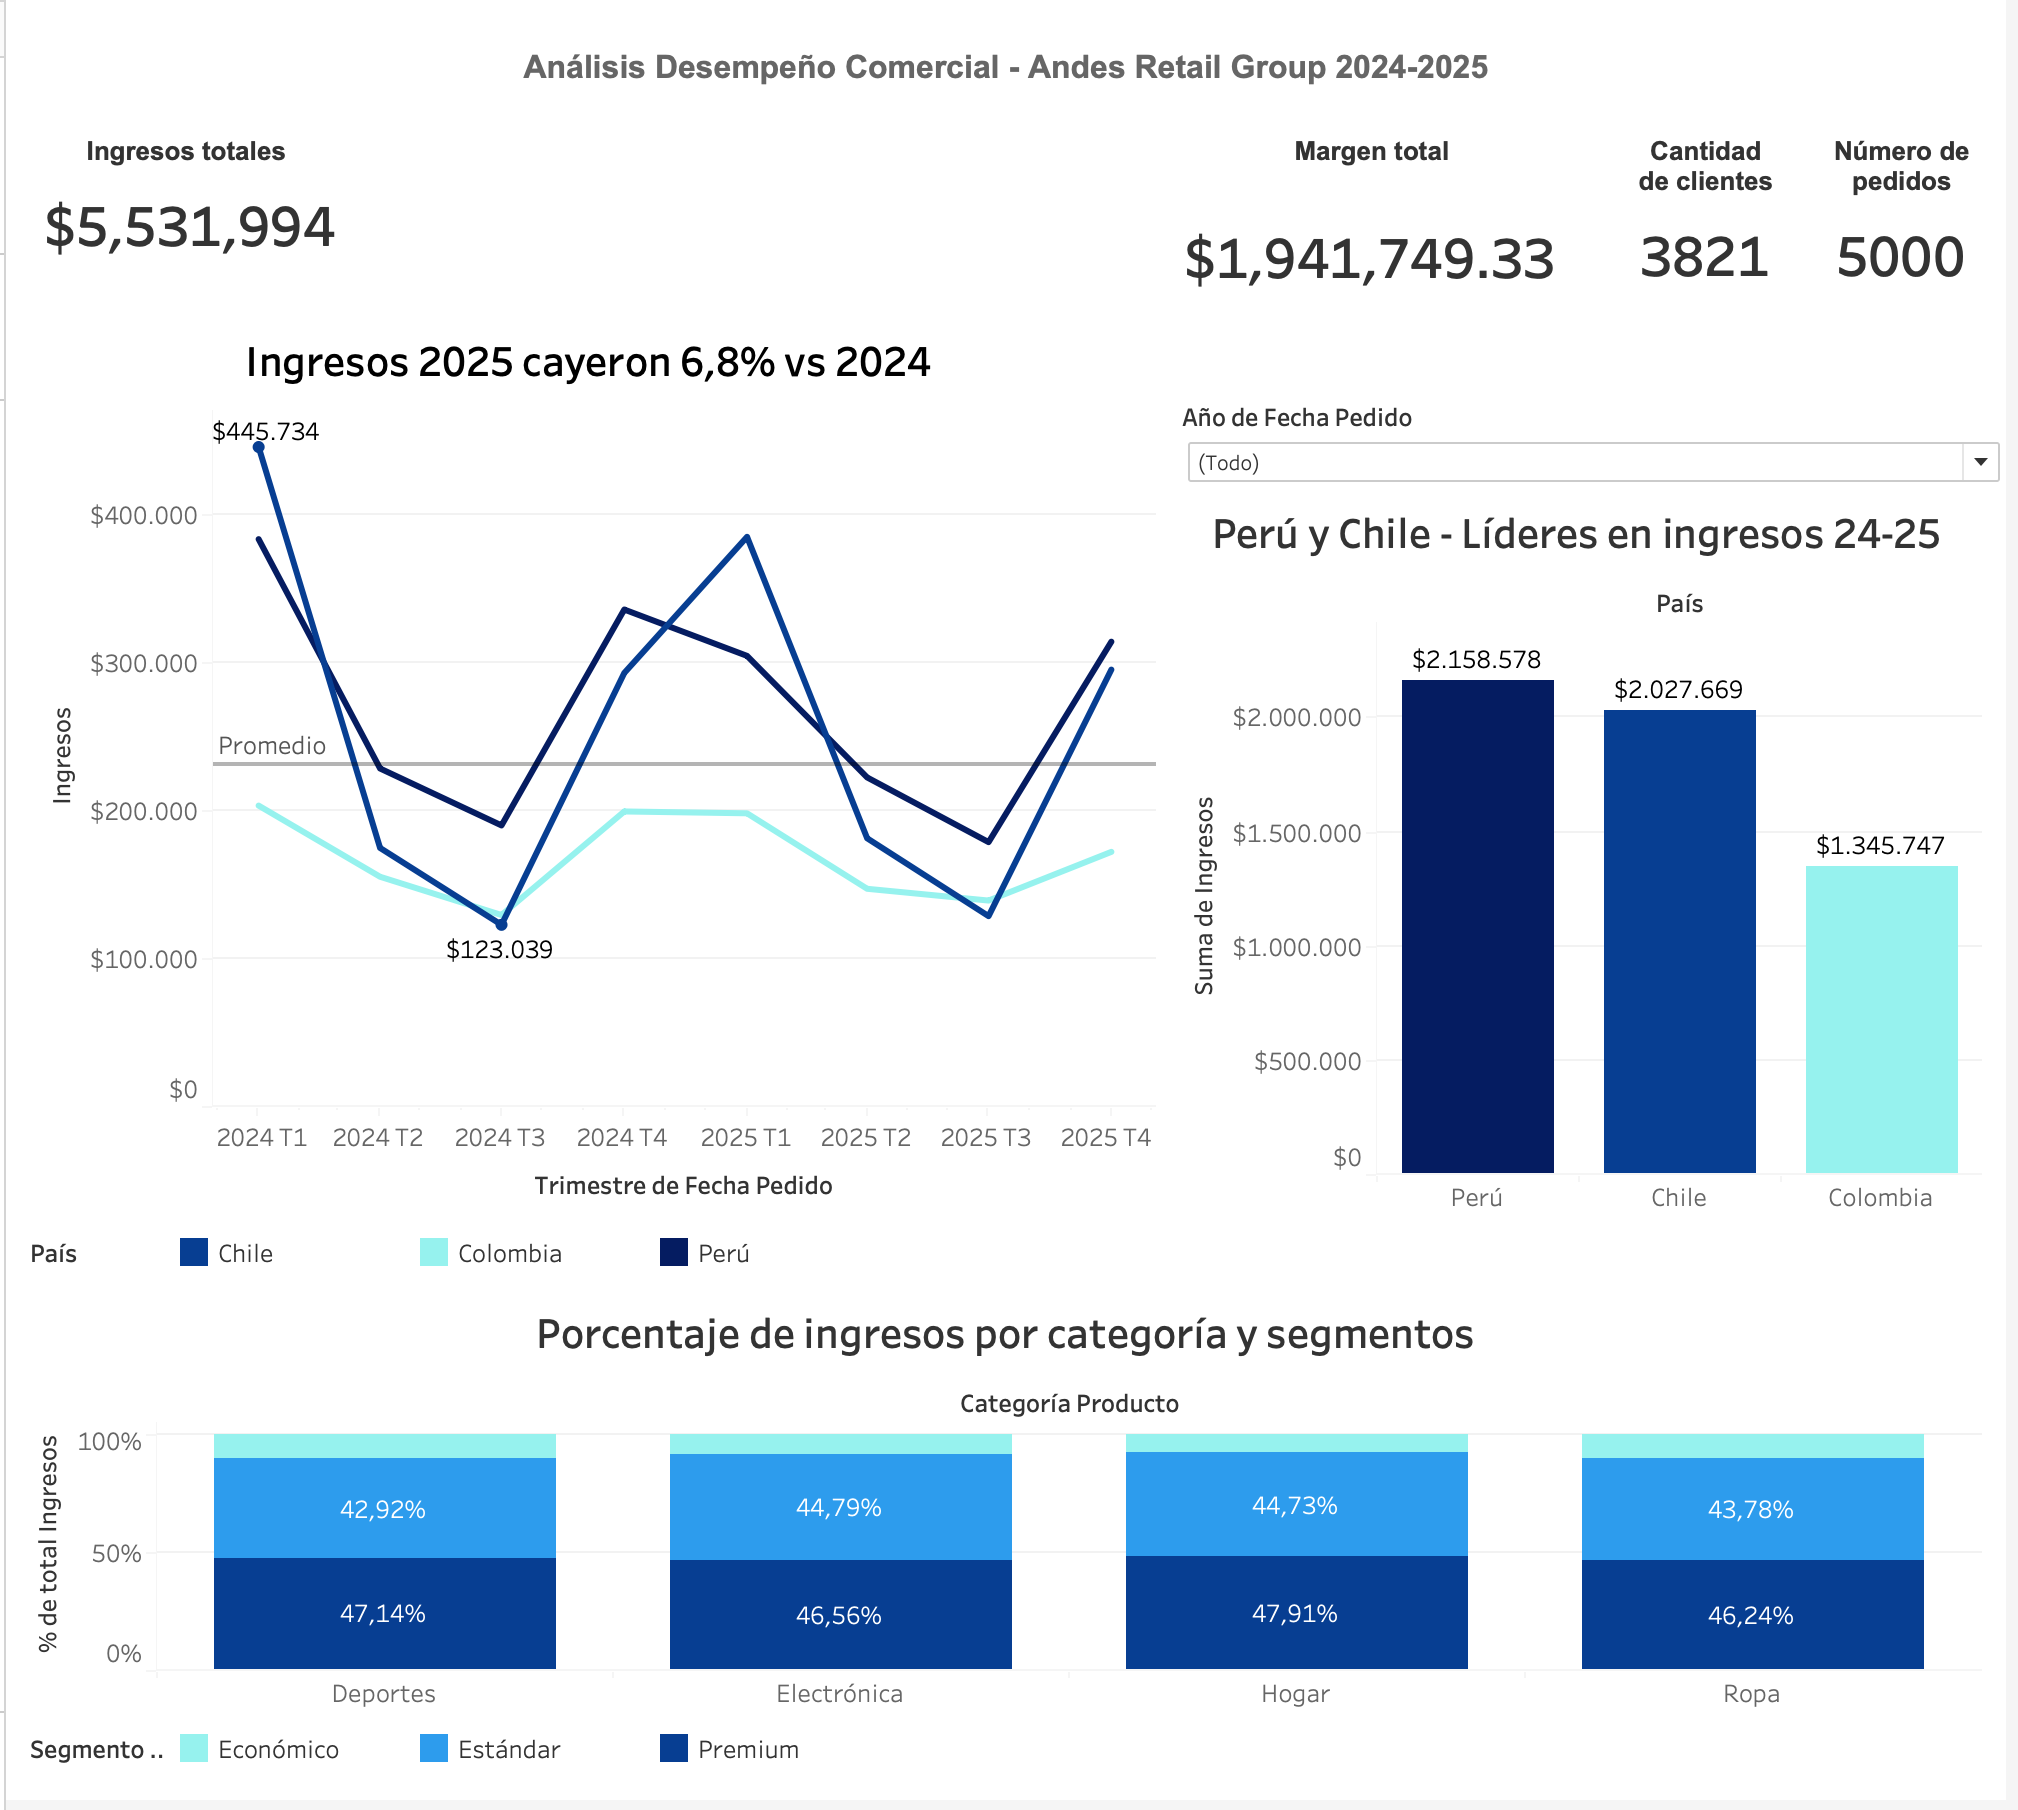 Análisis Desempeño Comercial - Andes Retail Group 2024-2025
Ingresos totales
$5,531,994
Margen total
$1,941,749.33
Cantidad
de clientes
3821
Número de
pedidos
5000
Ingresos 2025 cayeron 6,8% vs 2024
$445.734
$400.000
$300.000
Promedio
$200.000
$123.039
$100.000
$0
Ingresos
2024 T1 2024 T2 2024 T3 2024 T4 2025 T1 2025 T2 2025 T3 2025 T4
Trimestre de Fecha Pedido
País Chile Colombia Perú
Año de Fecha Pedido
(Todo)
Perú y Chile - Líderes en ingresos 24-25
País
$2.158.578
$2.027.669
$1.345.747
$2.000.000
$1.500.000
$1.000.000
$500.000
$0
Suma de Ingresos
Perú Chile Colombia
Porcentaje de ingresos por categoría y segmentos
Categoría Producto
% de total Ingresos
100%
50%
0%
42,92% 44,79% 44,73% 43,78%
47,14% 46,56% 47,91% 46,24%
Deportes Electrónica Hogar Ropa
Segmento .. Económico Estándar Premium